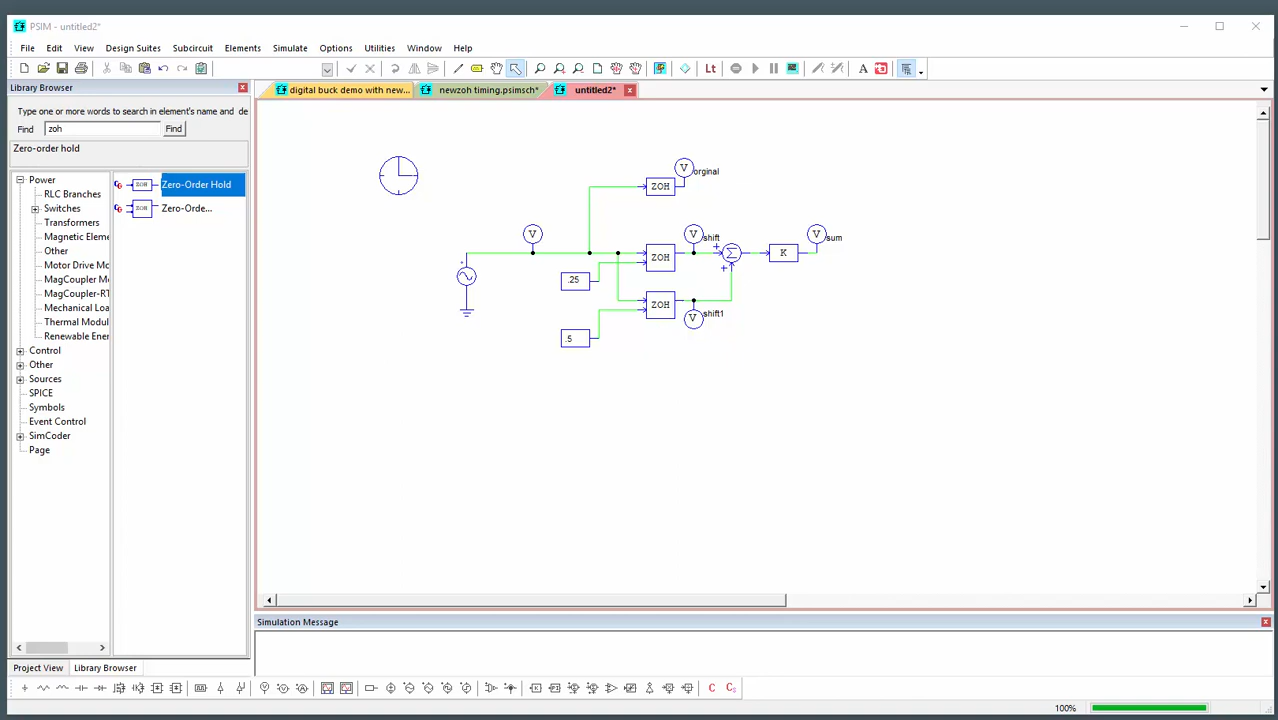 PSIM - untitled2*
File Edit View Design Suites Subcircuit Elements Simulate Options Utilities Window Help
Lt
A
Library Browser
digital buck demo with new...
newzoh timing.psimsch*
untitled2*
Type one or more words to search in element's name and de
Find zoh Find
Zero-order hold
Power
RLC Branches
Switches
Transformers
Magnetic Eleme
Other
Motor Drive Mo
MagCoupler M
MagCoupler-RT
Mechanical Loa
Thermal Modul
Renewable Ener
Control
Other
Sources
SPICE
Symbols
Event Control
SimCoder
Page
ZOH Zero-Order Hold
ZOH Zero-Orde...
V orginal
ZOH
V
V shift
V sum
+
Σ
K
ZOH
+
.25
ZOH
V shift1
.5
Simulation Message
Project View
Library Browser
100%